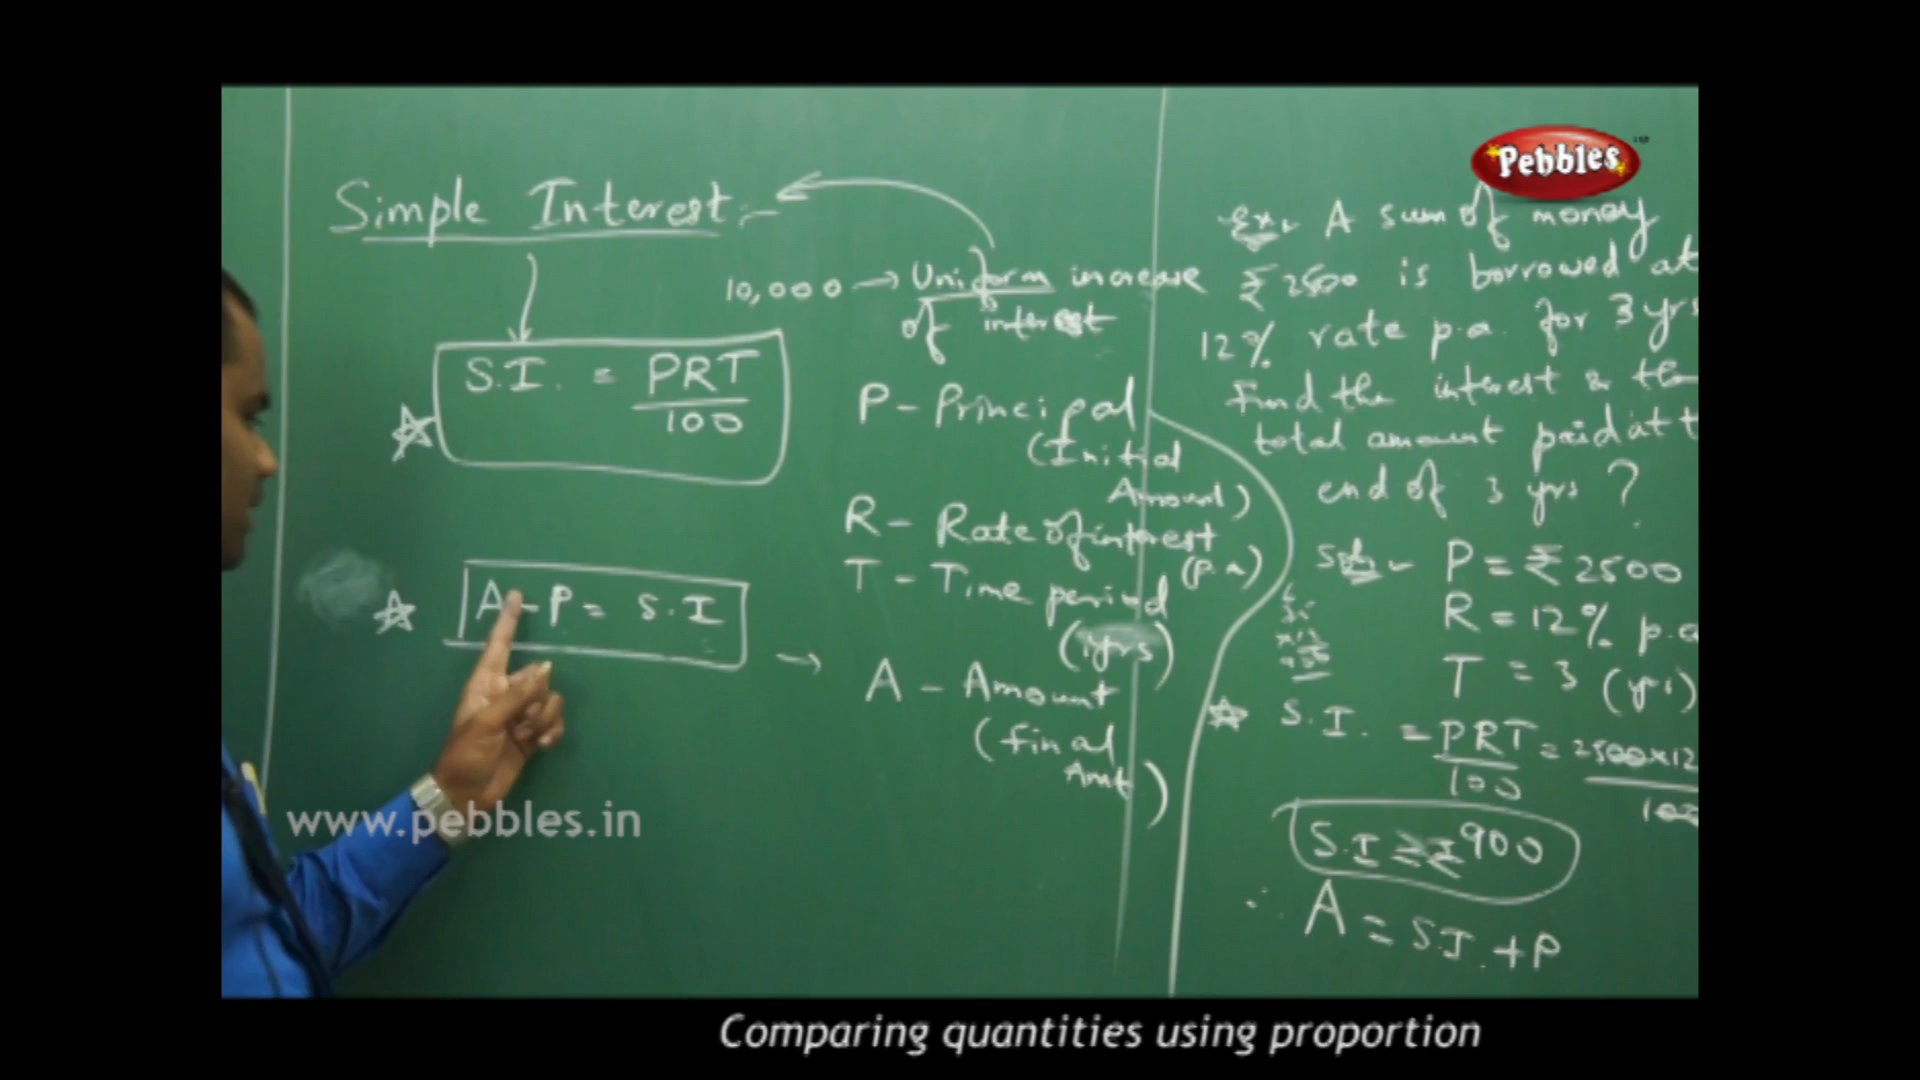 Pebbles
Simple Interest :-
10,000 → Uniform increase
of interest
S.I. = PRT
100
P - Principal
(Initial
Amount)
R - Rate of interest
(p.a)
T - Time period
(yrs)
A - P = S.I
→ A - Amount
(final
Amt)
Ex:- A sum of money
₹ 2500 is borrowed at
12% rate p.a. for 3 yrs
Find the interest & the
total amount paid at t
end of 3 yrs ?
Soln:- P = ₹ 2500
R = 12% p.a
T = 3 (yrs)
S.I. = PRT = 2500x12
100 100
S.I = ₹ 900
∴ A = S.I. + P
www.pebbles.in
Comparing quantities using proportion